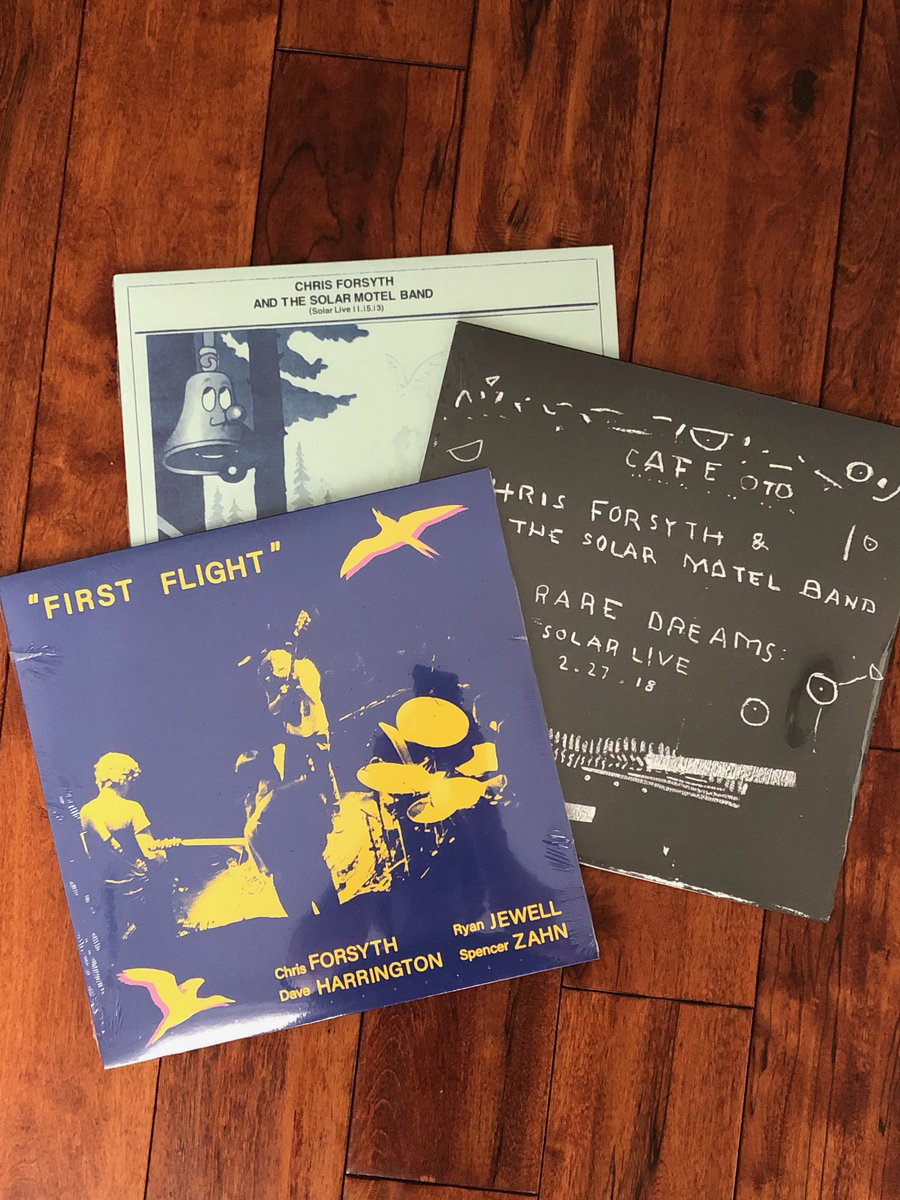 CHRIS FORSYTH
AND THE SOLAR MOTEL BAND
(Solar Live 11.15.13)
CAFE OTO
HRIS FORSYTH &
THE SOLAR MOTEL BAND
RARE DREAMS:
SOLAR LIVE
2.27.18
"FIRST FLIGHT"
Chris FORSYTH
Dave HARRINGTON
Ryan JEWELL
Spencer ZAHN